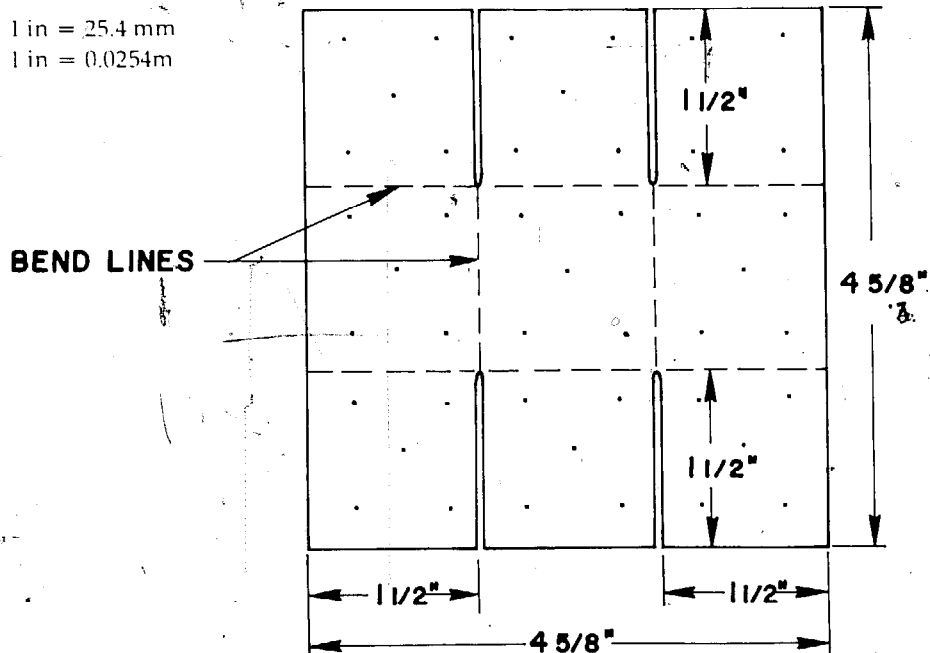 1 in = 25.4 mm
1 in = 0.0254m
1 1/2"
BEND LINES
4 5/8"
1 1/2"
1 1/2"
1 1/2"
4 5/8"